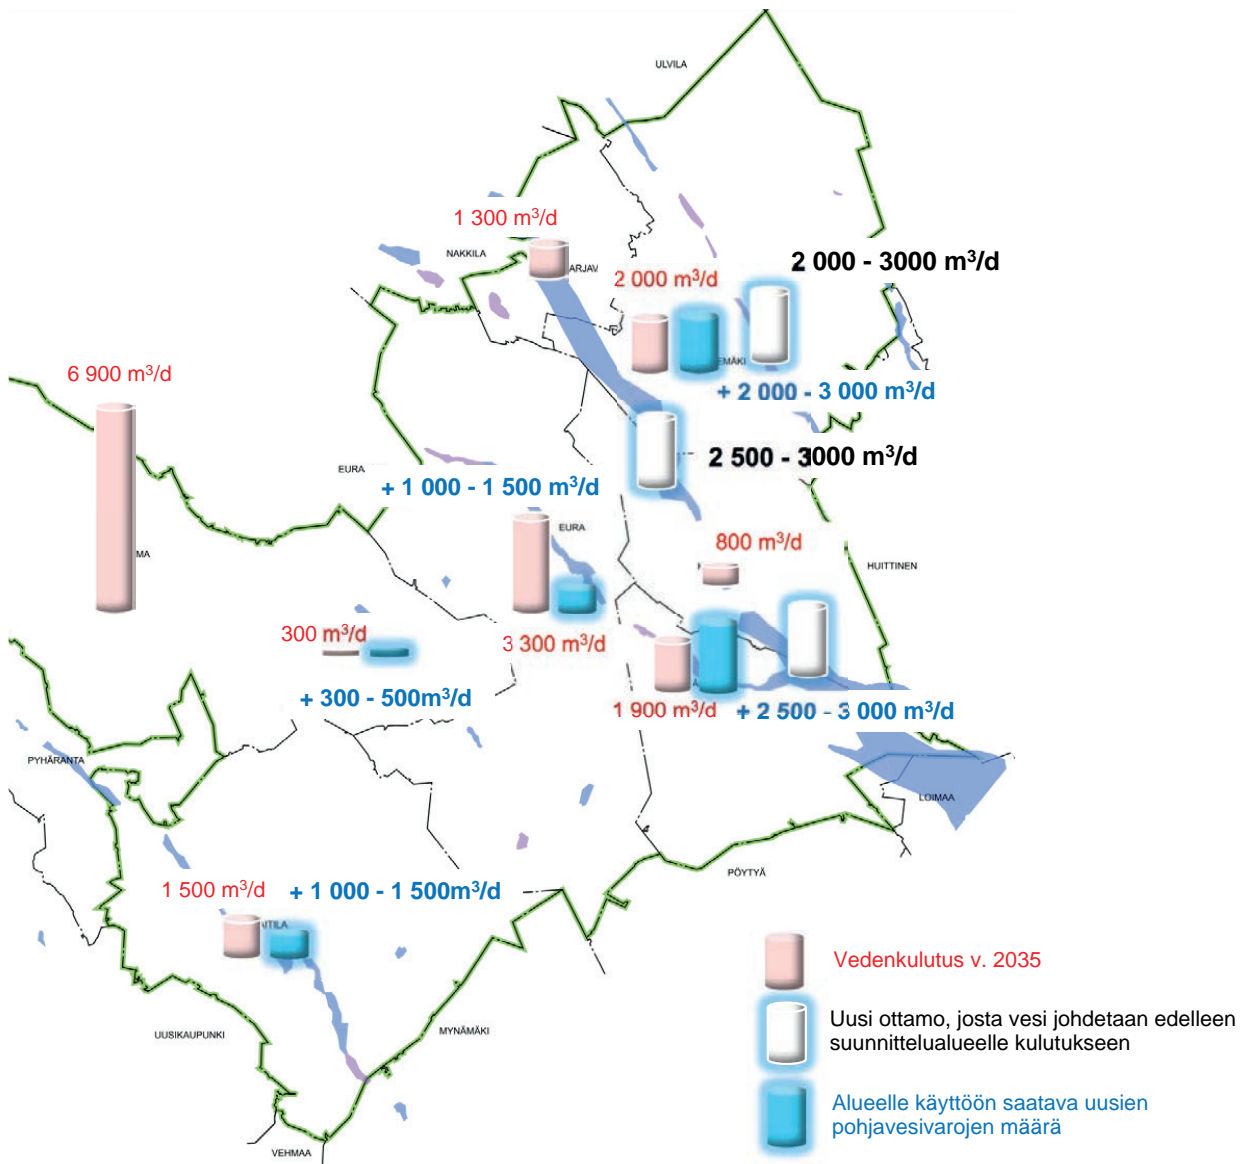 ULVILA
1 300 m³/d
NAKKILA
ARJAV
2 000 - 3000 m³/d
2 000 m³/d
EMÄKI
+ 2 000 - 3 000 m³/d
6 900 m³/d
2 500 - 3000 m³/d
EURA
+ 1 000 - 1 500 m³/d
EURA
800 m³/d
MA
HUITTINEN
300 m³/d
3 300 m³/d
+ 300 - 500m³/d
1 900 m³/d
+ 2 500 - 3 000 m³/d
PYHÄRANTA
LOIMAA
PÖYTYÄ
1 500 m³/d
+ 1 000 - 1 500m³/d
ITILA
Vedenkulutus v. 2035
UUSIKAUPUNKI
MYNÄMÄKI
Uusi ottamo, josta vesi johdetaan edelleen
suunnittelualueelle kulutukseen
Alueelle käyttöön saatava uusien
pohjavesivarojen määrä
VEHMAA